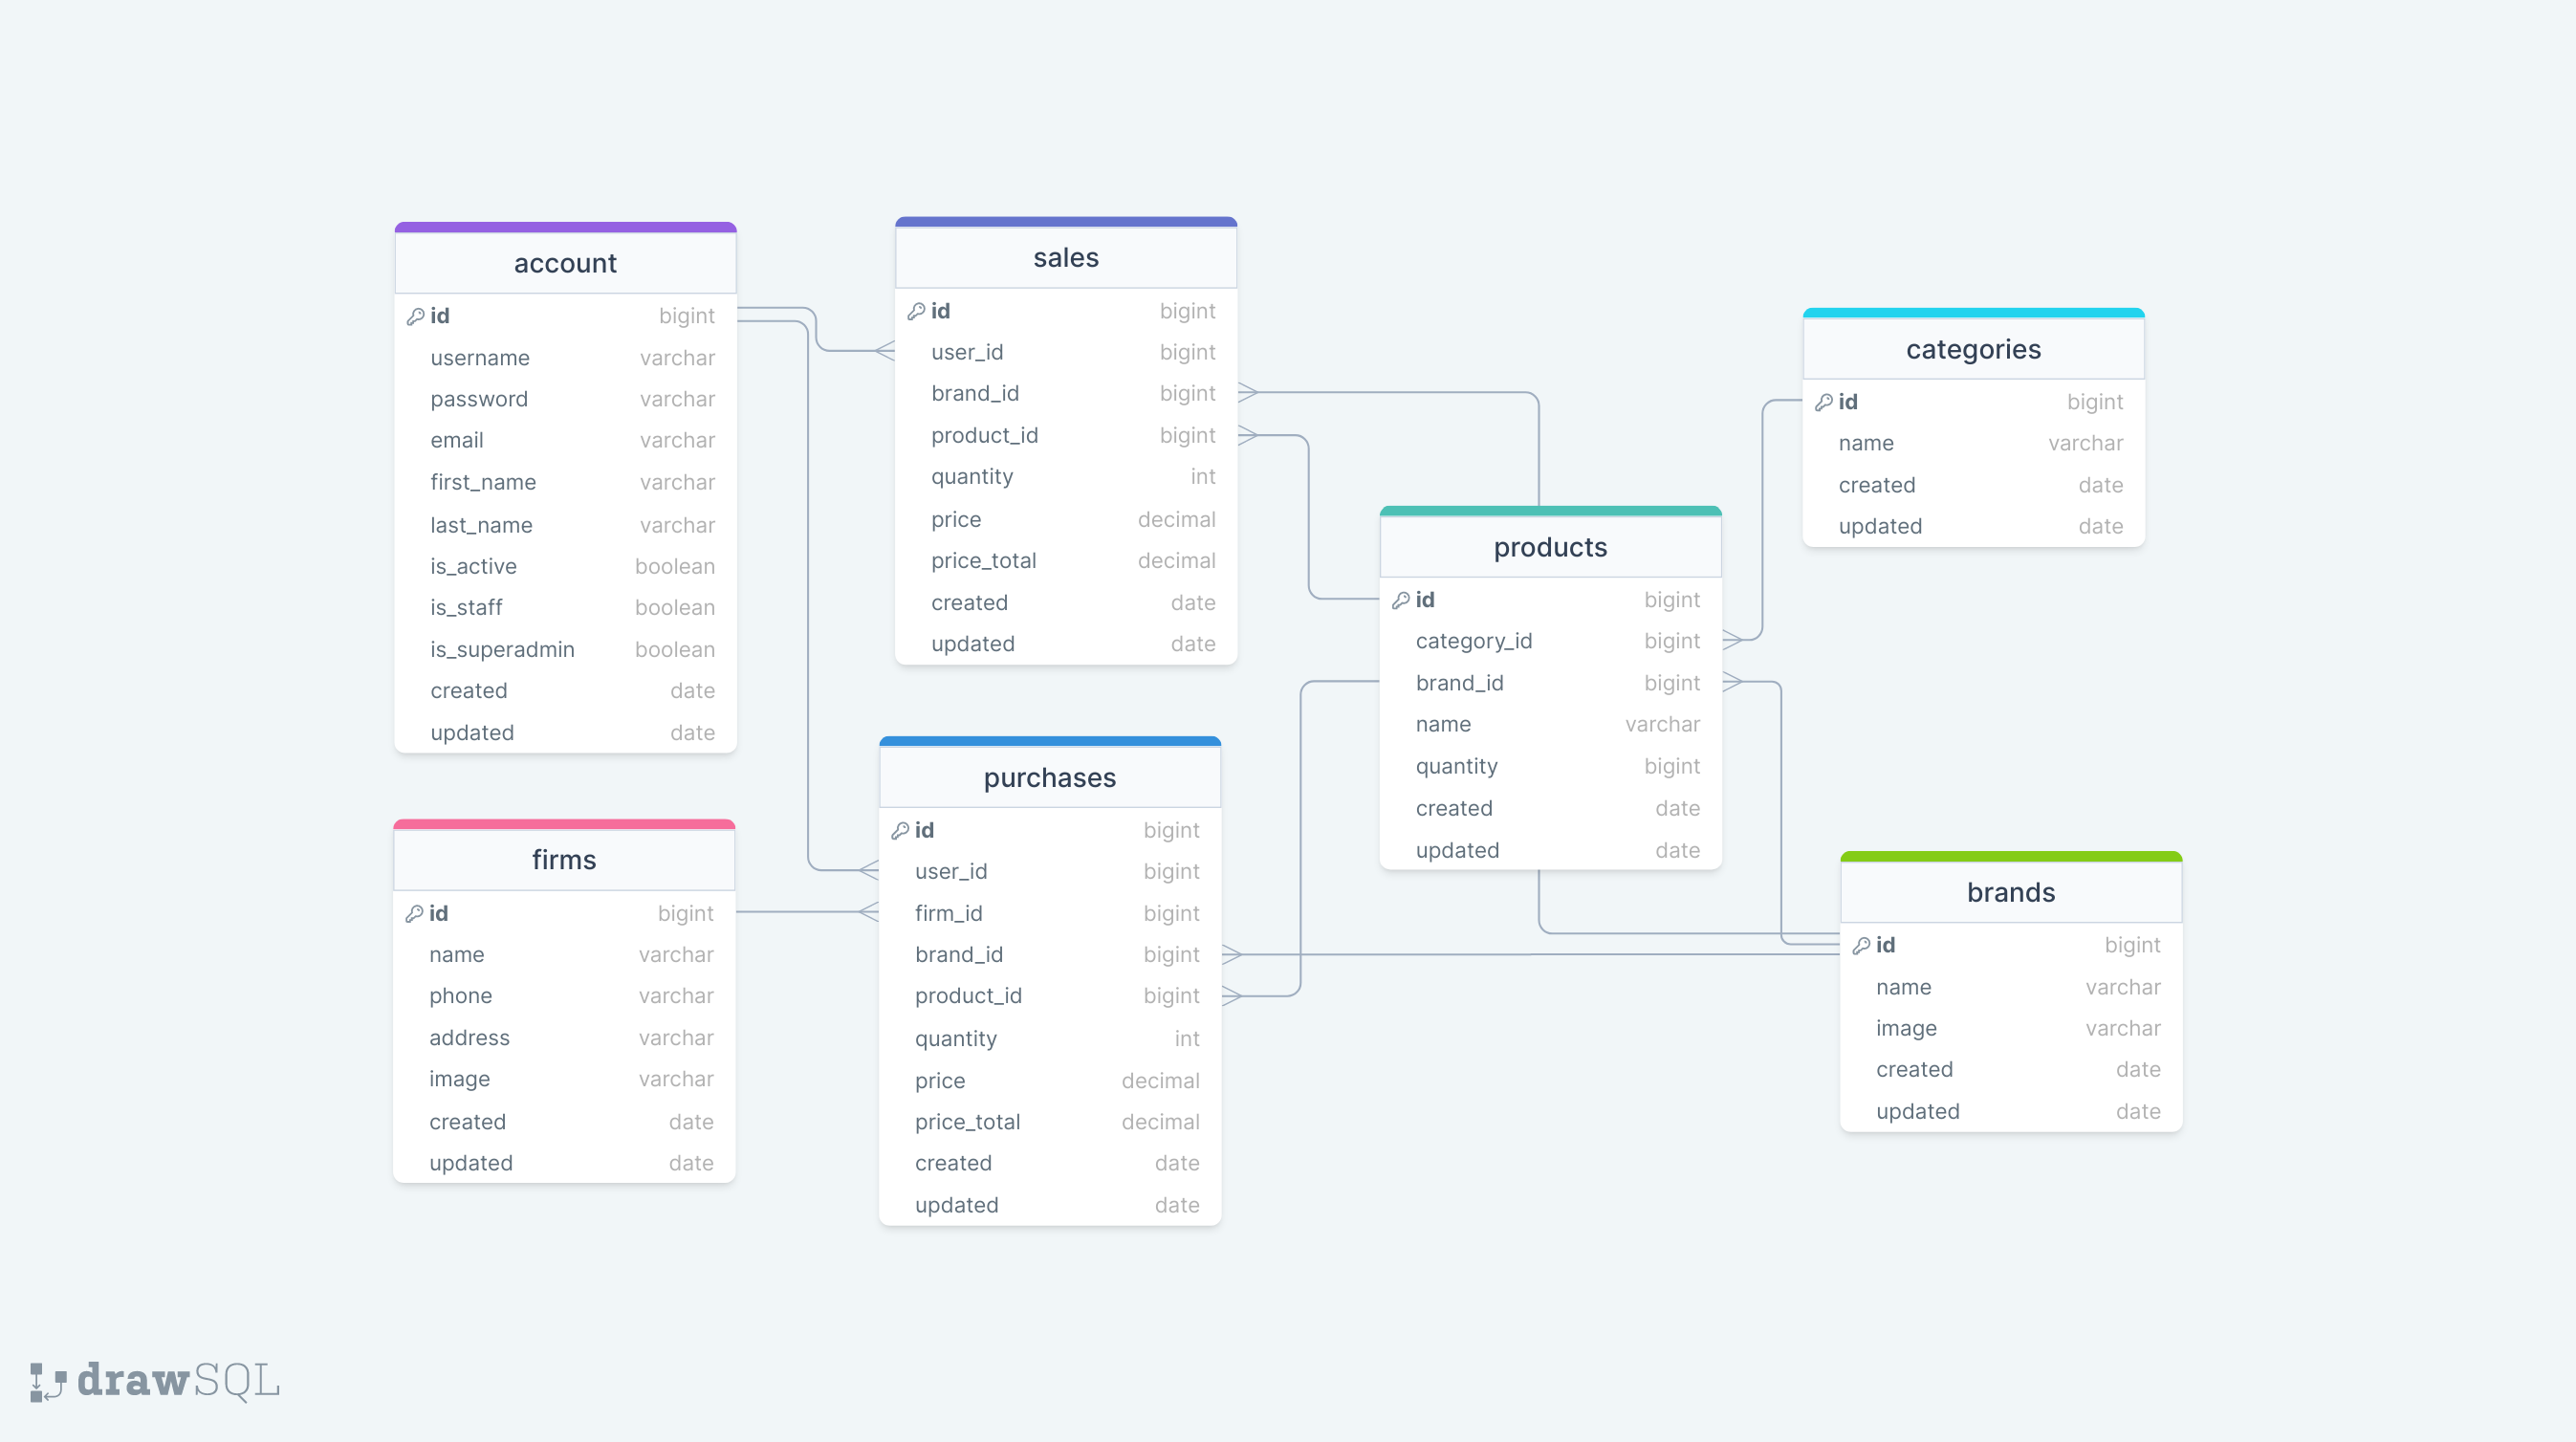 account
id bigint
username varchar
password varchar
email varchar
first_name varchar
last_name varchar
is_active boolean
is_staff boolean
is_superadmin boolean
created date
updated date
sales
id bigint
user_id bigint
brand_id bigint
product_id bigint
quantity int
price decimal
price_total decimal
created date
updated date
categories
id bigint
name varchar
created date
updated date
products
id bigint
category_id bigint
brand_id bigint
name varchar
quantity bigint
created date
updated date
firms
id bigint
name varchar
phone varchar
address varchar
image varchar
created date
updated date
purchases
id bigint
user_id bigint
firm_id bigint
brand_id bigint
product_id bigint
quantity int
price decimal
price_total decimal
created date
updated date
brands
id bigint
name varchar
image varchar
created date
updated date
drawSQL